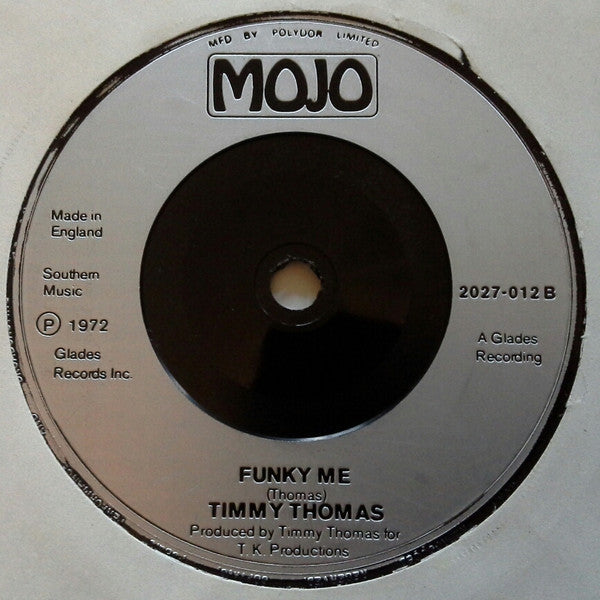 MFD BY POLYDOR LIMITED
MOJO
Made in
England
Southern
Music
Ⓟ 1972
Glades
Records Inc.
2027-012 B
A Glades
Recording
FUNKY ME
(Thomas)
TIMMY THOMAS
Produced by Timmy Thomas for
T.K. Productions